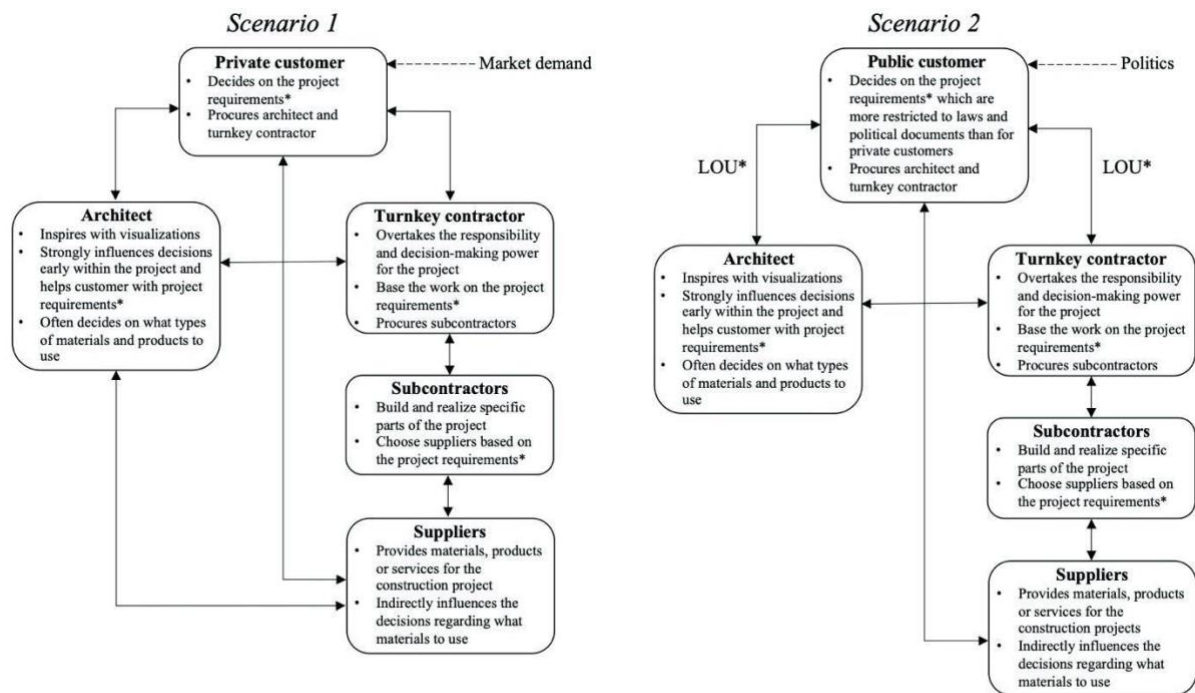 Scenario 1
Private customer
• Decides on the project
requirements*
• Procures architect and
turnkey contractor
Market demand
Architect
• Inspires with visualizations
• Strongly influences decisions
early within the project and
helps customer with project
requirements*
• Often decides on what types
of materials and products to
use
Turnkey contractor
• Overtakes the responsibility
and decision-making power
for the project
• Base the work on the project
requirements*
• Procures subcontractors
Subcontractors
• Build and realize specific
parts of the project
• Choose suppliers based on
the project requirements*
Suppliers
• Provides materials, products
or services for the
construction project
• Indirectly influences the
decisions regarding what
materials to use
Scenario 2
Public customer
• Decides on the project
requirements* which are
more restricted to laws and
political documents than for
private customers
• Procures architect and
turnkey contractor
Politics
LOU*
LOU*
Architect
• Inspires with visualizations
• Strongly influences decisions
early within the project and
helps customer with project
requirements*
• Often decides on what types
of materials and products to
use
Turnkey contractor
• Overtakes the responsibility
and decision-making power
for the project
• Base the work on the project
requirements*
• Procures subcontractors
Subcontractors
• Build and realize specific
parts of the project
• Choose suppliers based on
the project requirements*
Suppliers
• Provides materials, products
or services for the
construction projects
• Indirectly influences the
decisions regarding what
materials to use